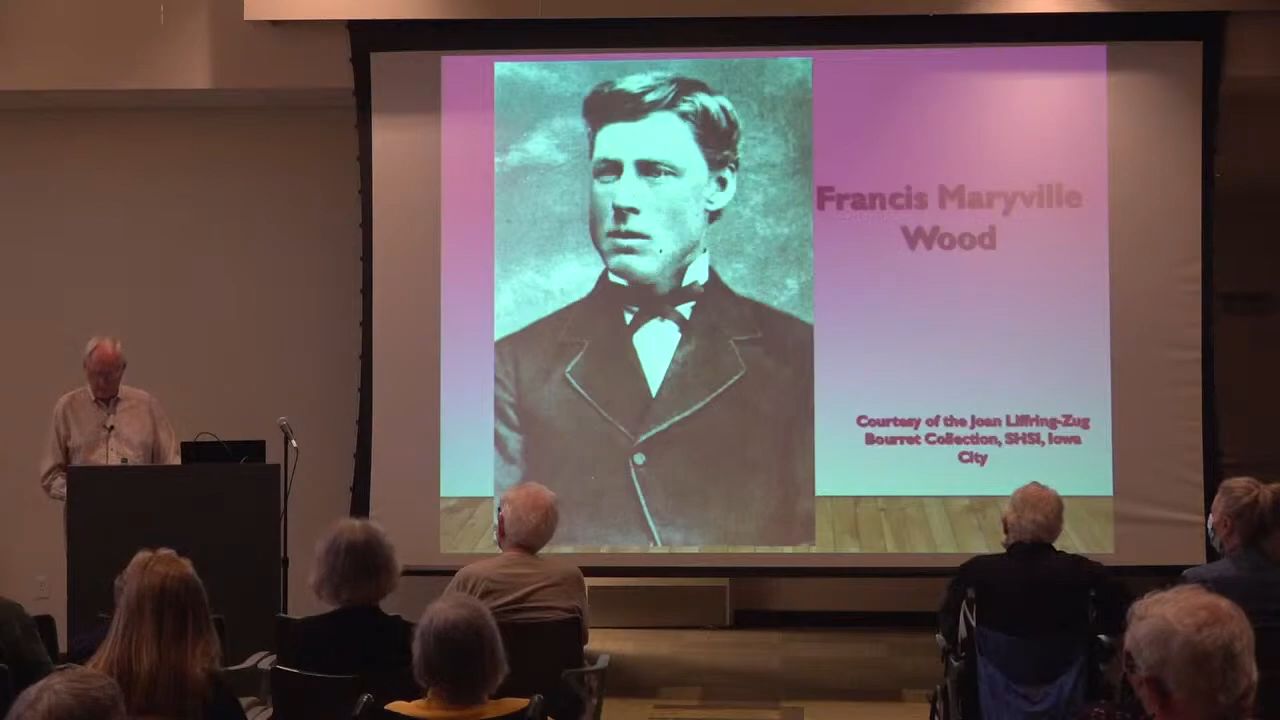 Francis Maryville
Wood
Courtesy of the Joan Liffring-Zug
Bourret Collection, SHSI, Iowa
City